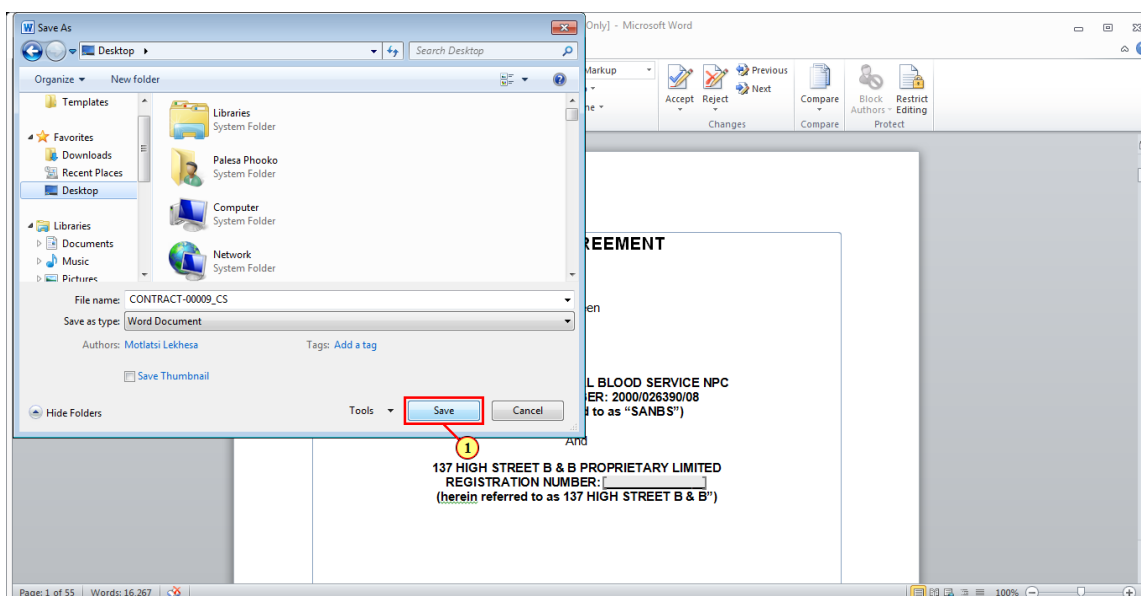 Save As
Only] - Microsoft Word
Desktop
Search Desktop
Organize
New folder
Templates
Favorites
Downloads
Recent Places
Desktop
Libraries
Documents
Music
Pictures
Libraries
System Folder
Palesa Phooko
System Folder
Computer
System Folder
Network
System Folder
File name: CONTRACT-00009_CS
Save as type: Word Document
Authors: Motlatsi Lekhesa
Tags: Add a tag
Save Thumbnail
Hide Folders
Tools
Save
Cancel
1
Markup
Accept
Reject
Previous
Next
Changes
Compare
Compare
Block Authors
Restrict Editing
Protect
REEMENT
een
L BLOOD SERVICE NPC
ER: 2000/026390/08
d to as “SANBS”)
And
137 HIGH STREET B & B PROPRIETARY LIMITED
REGISTRATION NUMBER:[ ]
(herein referred to as 137 HIGH STREET B & B”)
Page: 1 of 55
Words: 16,267
100%